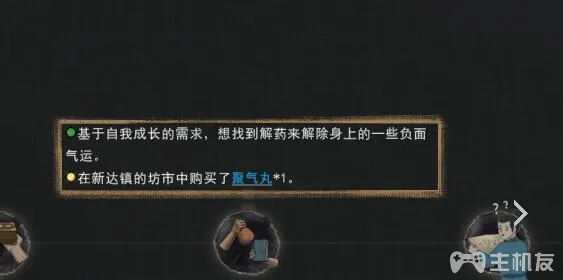 基于自我成长的需求，想找到解药来解除身上的一些负面
气运。
在新达镇的坊市中购买了聚气丸*1。
? ?
主机友